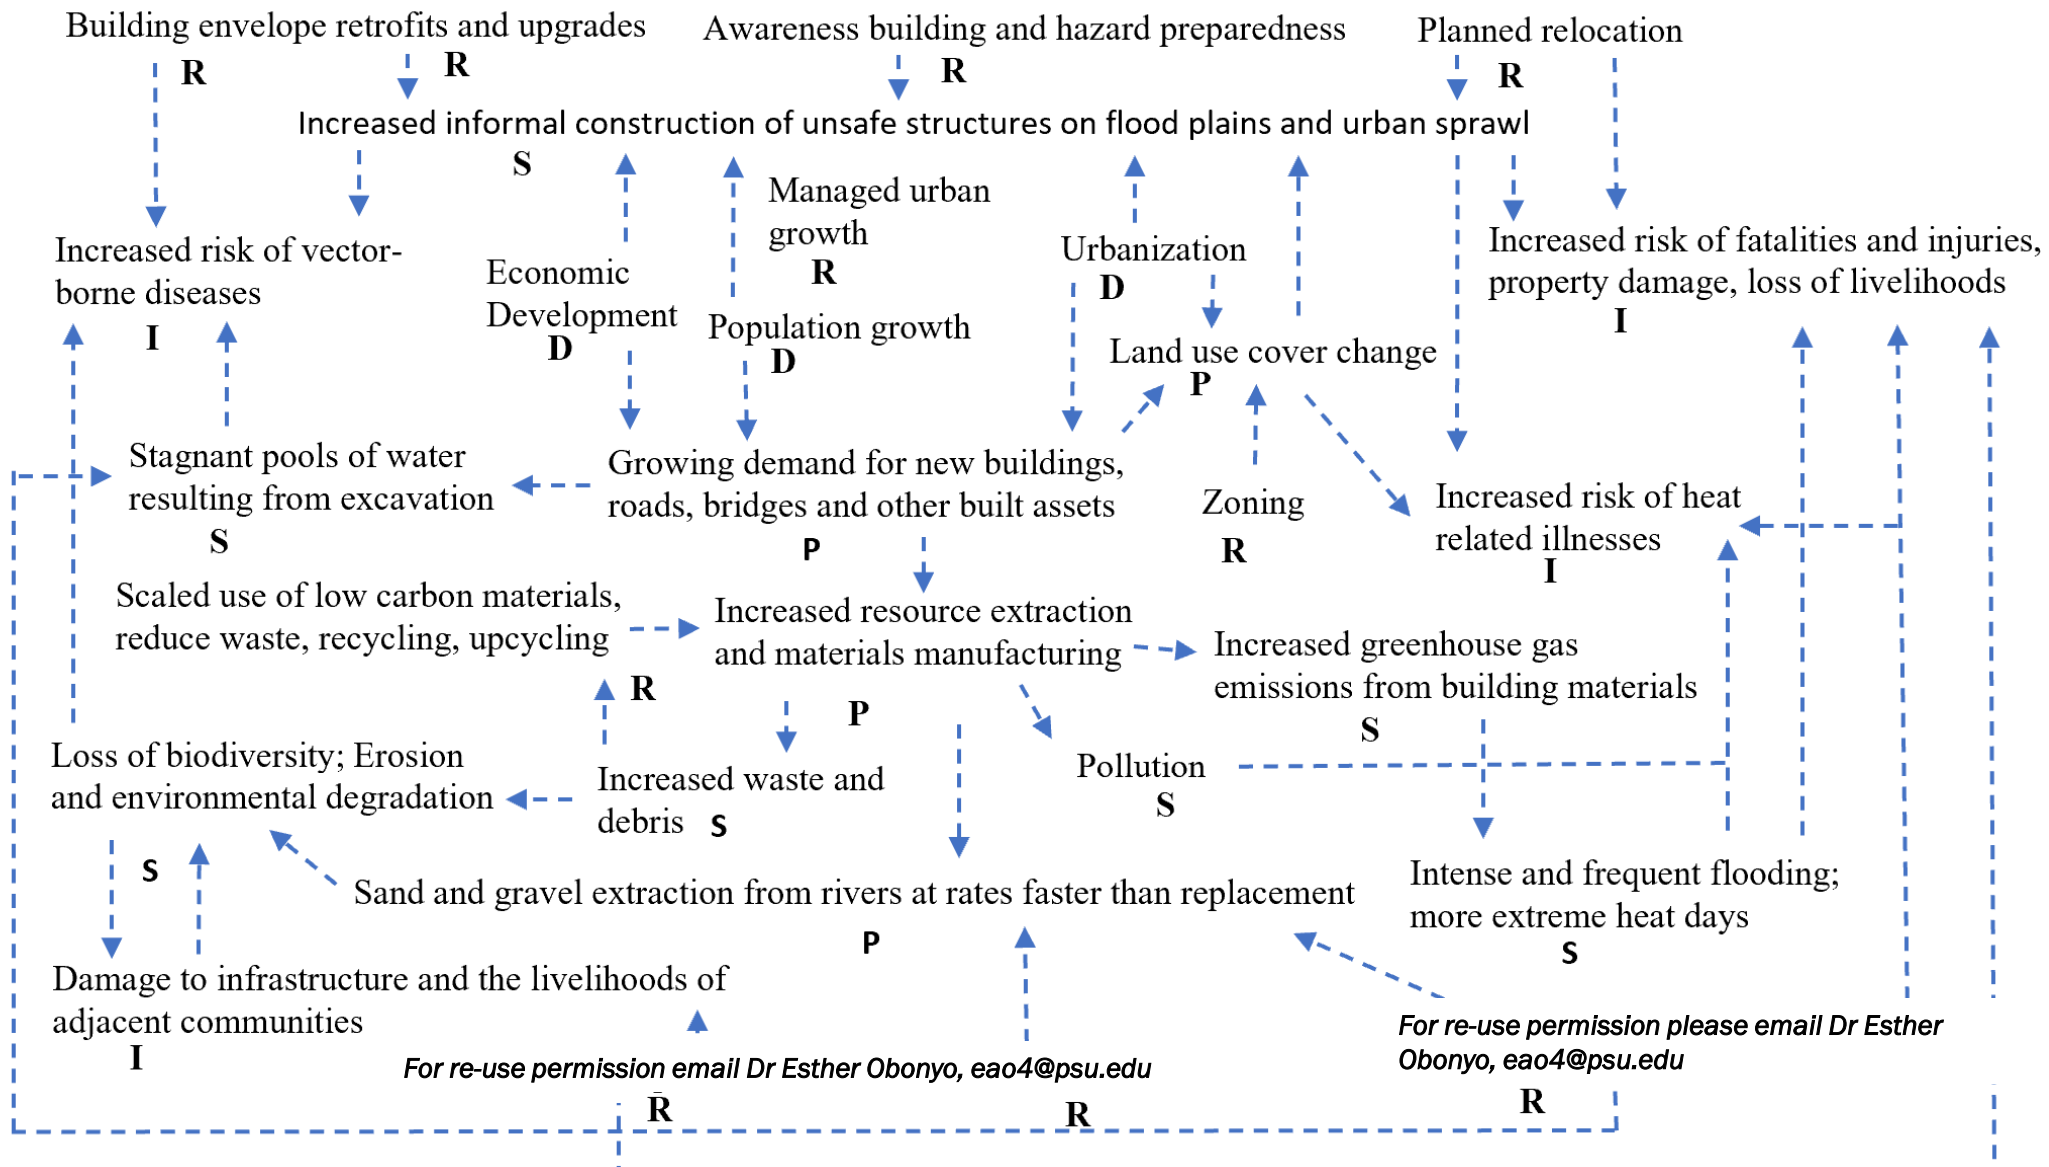 Building envelope retrofits and upgrades
R
R
Awareness building and hazard preparedness
R
Planned relocation
R
Increased informal construction of unsafe structures on flood plains and urban sprawl
S
Increased risk of vector-
borne diseases
I
Economic
Development
D
Managed urban
growth
R
Population growth
D
Urbanization
D
Land use cover change
P
Increased risk of fatalities and injuries,
property damage, loss of livelihoods
I
Stagnant pools of water
resulting from excavation
S
Growing demand for new buildings,
roads, bridges and other built assets
P
Zoning
R
Increased risk of heat
related illnesses
I
Scaled use of low carbon materials,
reduce waste, recycling, upcycling
R
Increased resource extraction
and materials manufacturing
P
Increased greenhouse gas
emissions from building materials
S
Loss of biodiversity; Erosion
and environmental degradation
S
Increased waste and
debris S
Pollution
S
Sand and gravel extraction from rivers at rates faster than replacement
P
Intense and frequent flooding;
more extreme heat days
S
Damage to infrastructure and the livelihoods of
adjacent communities
I
For re-use permission email Dr Esther Obonyo, eao4@psu.edu
R
R
For re-use permission please email Dr Esther
Obonyo, eao4@psu.edu
R